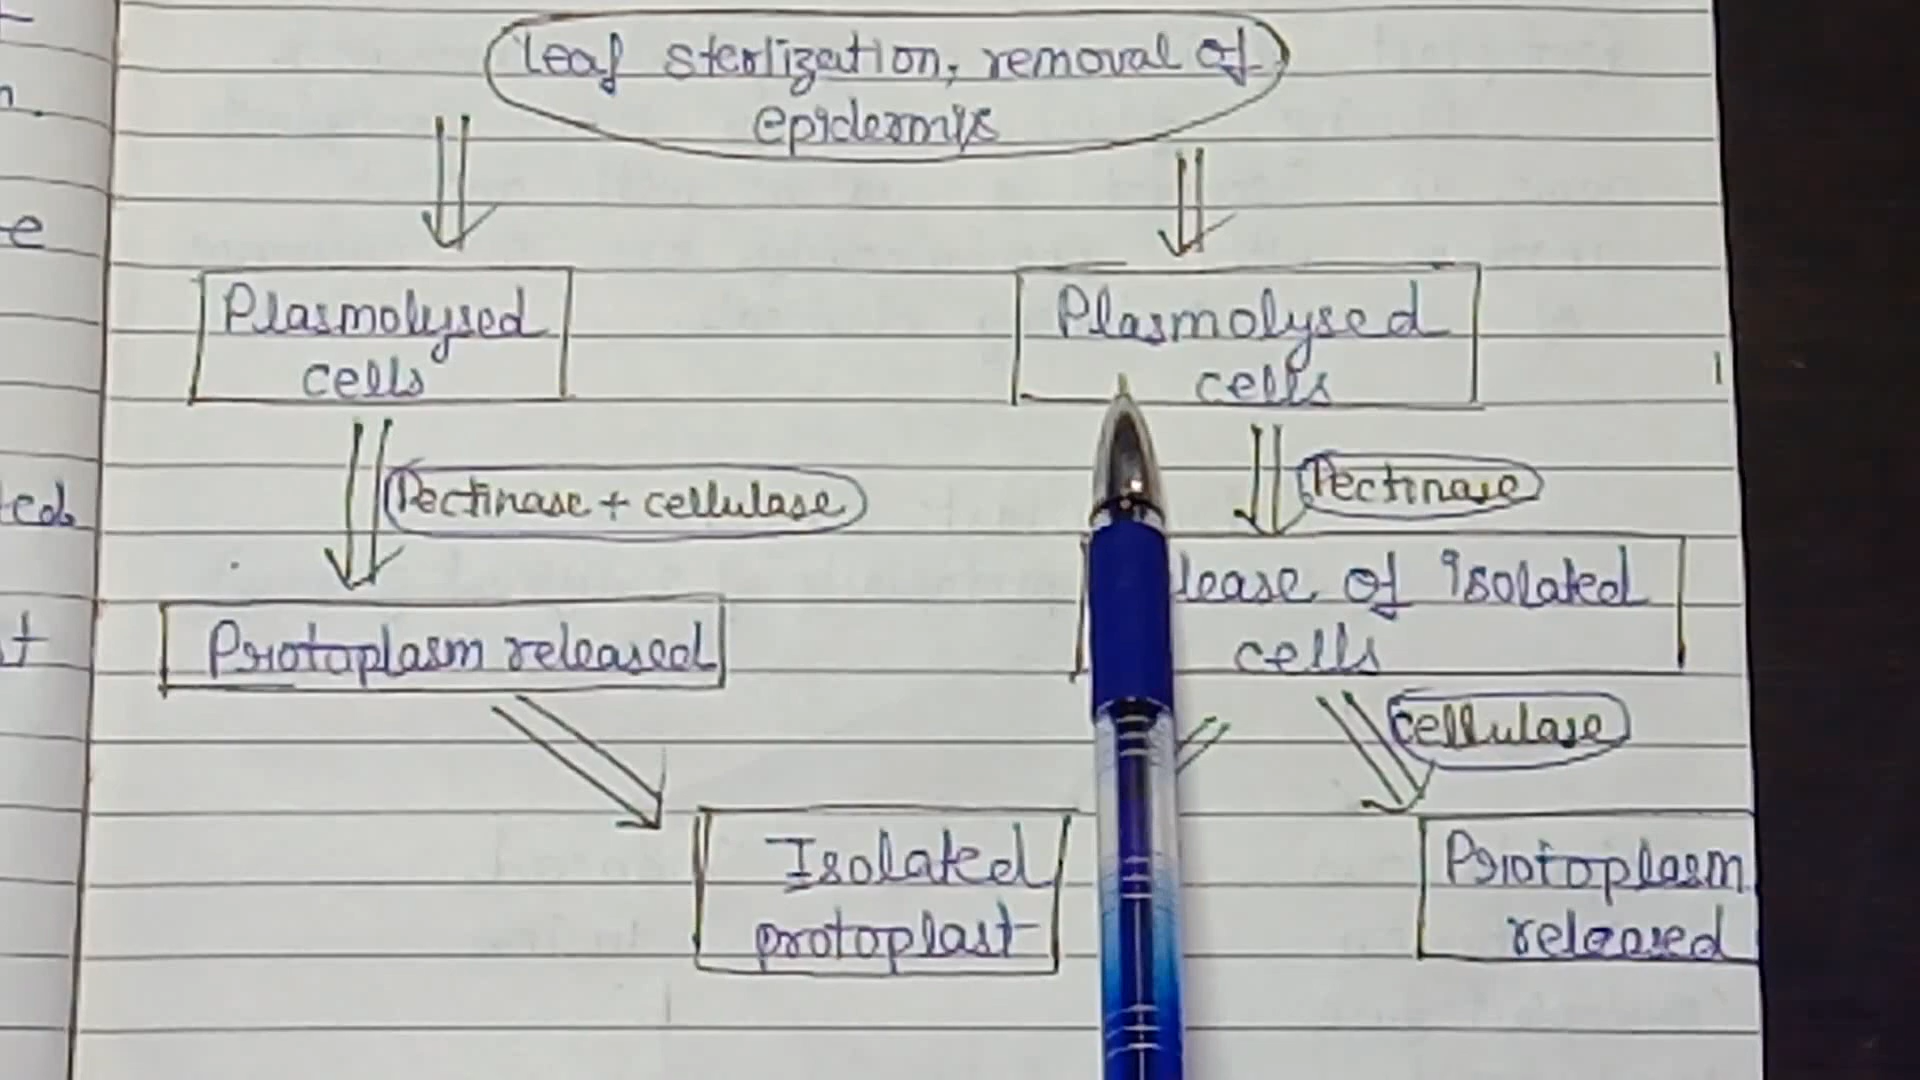 Leaf sterlization, removal of
epidermis
Plasmolysed
cells
Plasmolysed
cells
Pectinase + cellulase
Pectinase
lease of isolated
cells
Protoplasm released
cellulase
Isolated
protoplast
Protoplasm
released
n.
e
ted
t